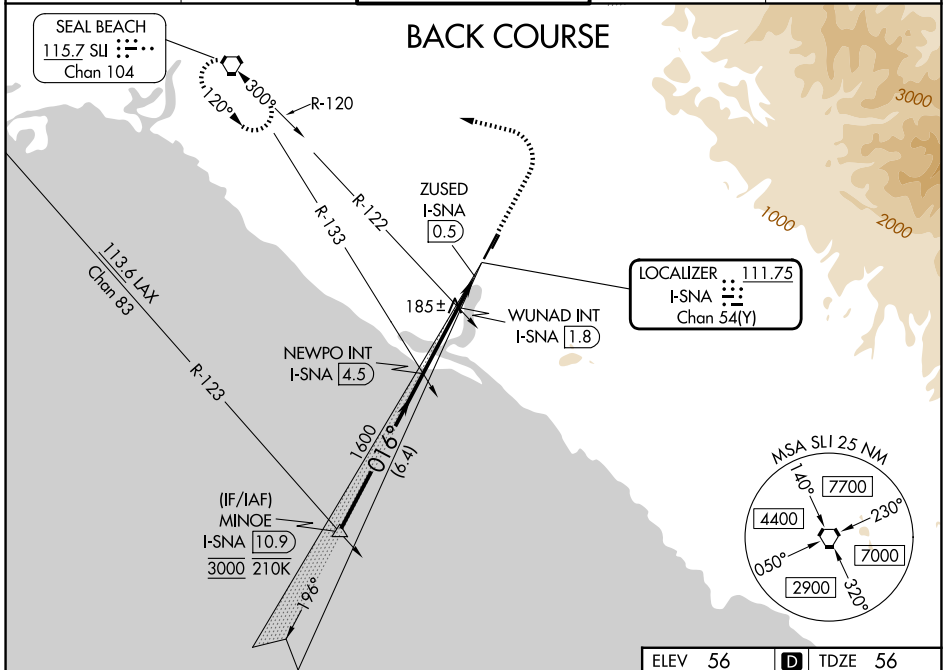 BACK COURSE
SEAL BEACH
115.7 SLI
Chan 104
300°
120°
R-120
R-133
R-122
113.6 LAX
Chan 83
R-123
ZUSED
I-SNA
0.5
3000
2000
1000
LOCALIZER 111.75
I-SNA
Chan 54(Y)
185±
WUNAD INT
I-SNA 1.8
NEWPO INT
I-SNA 4.5
1600
016°
(6.4)
(IF/IAF)
MINOE
I-SNA 10.9
3000 210K
196°
MSA SLI 25 NM
140°
7700
230°
4400
7000
050°
2900
320°
ELEV 56
D
TDZE 56